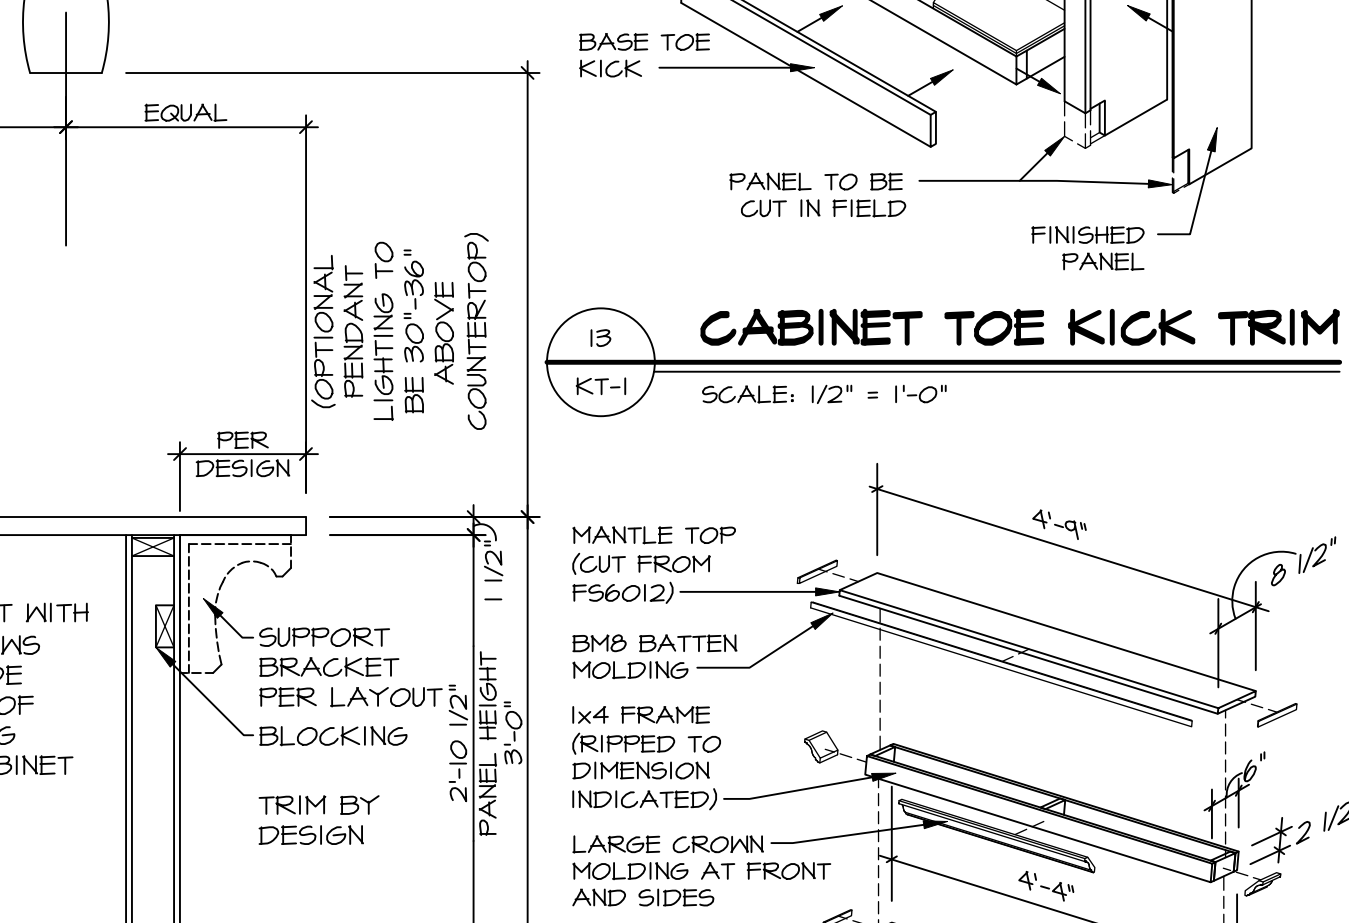 BASE TOE
KICK
EQUAL
PANEL TO BE
CUT IN FIELD
FINISHED
PANEL
(OPTIONAL
PENDANT
LIGHTING TO
BE 30"-36"
ABOVE
COUNTERTOP)
13
KT-1
CABINET TOE KICK TRIM
SCALE: 1/2" = 1'-0"
PER
DESIGN
1 1/2"
2'-10 1/2"
PANEL HEIGHT
3'-0"
T WITH
WS
DE
OF
G
BINET
SUPPORT
BRACKET
PER LAYOUT
BLOCKING
TRIM BY
DESIGN
4'-9"
8 1/2"
MANTLE TOP
(CUT FROM
FS6012)
BM8 BATTEN
MOLDING
1x4 FRAME
(RIPPED TO
DIMENSION
INDICATED)
6"
2 1/2
LARGE CROWN
MOLDING AT FRONT
AND SIDES
4'-4"